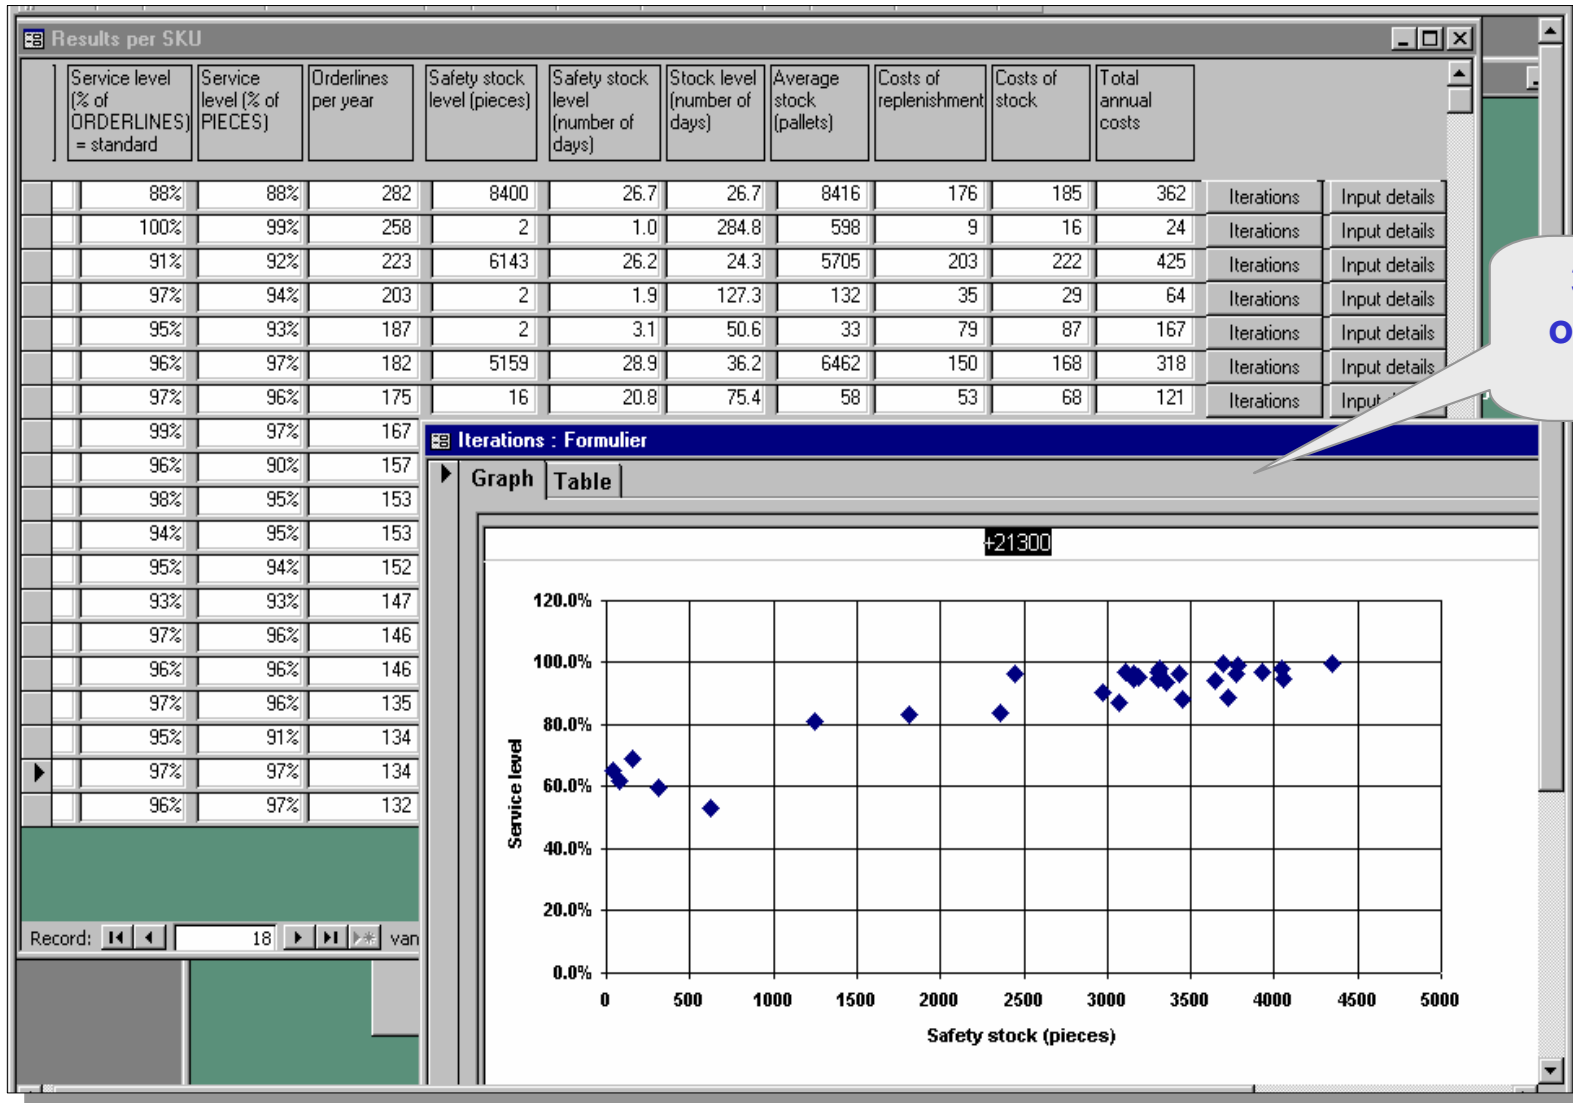 Results per SKU
Service level (% of ORDERLINES) = standard
Service level (% of PIECES)
Orderlines per year
Safety stock level (pieces)
Safety stock level (number of days)
Stock level (number of days)
Average stock (pallets)
Costs of replenishment
Costs of stock
Total annual costs
88% 88% 282 8400 26.7 26.7 8416 176 185 362 Iterations Input details
100% 99% 258 2 1.0 284.8 598 9 16 24 Iterations Input details
91% 92% 223 6143 26.2 24.3 5705 203 222 425 Iterations Input details
97% 94% 203 2 1.9 127.3 132 35 29 64 Iterations Input details
95% 93% 187 2 3.1 50.6 33 79 87 167 Iterations Input details
96% 97% 182 5159 28.9 36.2 6462 150 168 318 Iterations Input details
97% 96% 175 16 20.8 75.4 58 53 68 121 Iterations Input
99% 97% 167
96% 90% 157
98% 95% 153
94% 95% 153
95% 94% 152
93% 93% 147
97% 96% 146
96% 96% 146
97% 96% 135
95% 91% 134
97% 97% 134
96% 97% 132
Record: 18 van
Iterations : Formulier
Graph Table
+21300
120.0%
100.0%
80.0%
60.0%
40.0%
20.0%
0.0%
Service level
0 500 1000 1500 2000 2500 3000 3500 4000 4500 5000
Safety stock (pieces)